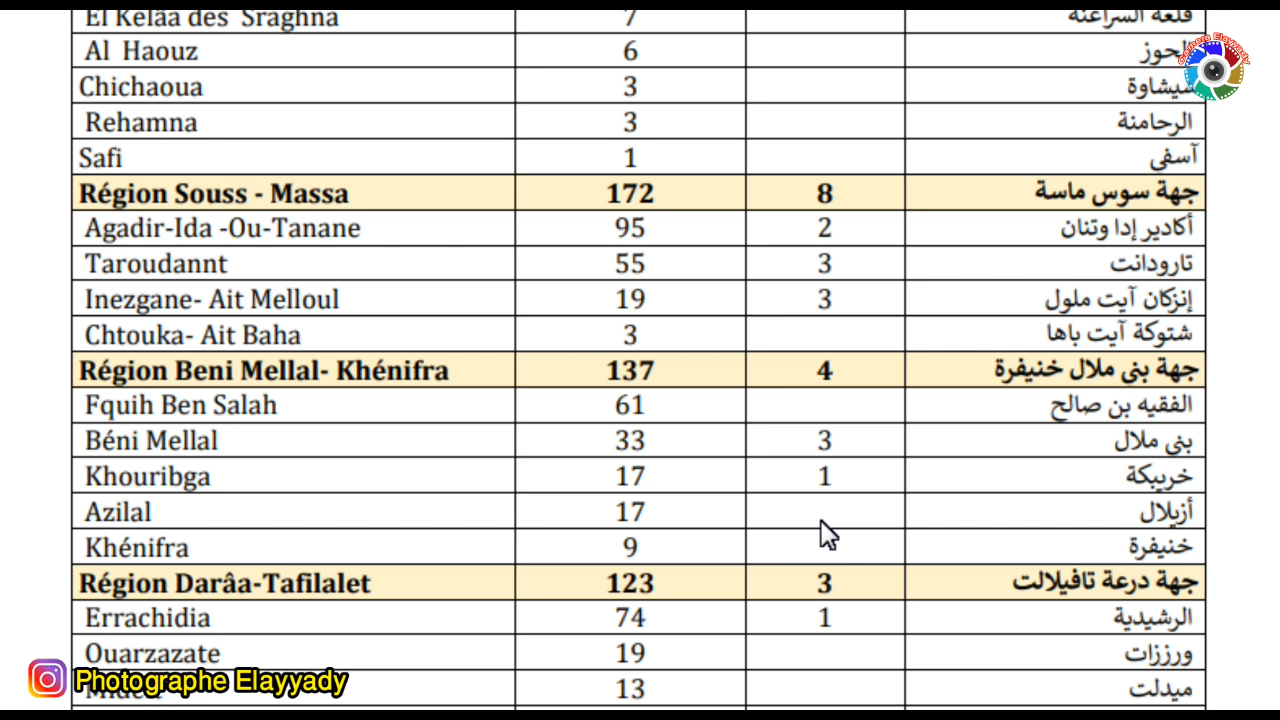 El Kelâa des Sraghna 7 قلعة السراغنة
Al Haouz 6 الحوز
Chichaoua 3 شيشاوة
Rehamna 3 الرحامنة
Safi 1 آسفي
Région Souss - Massa 172 8 جهة سوس ماسة
Agadir-Ida -Ou-Tanane 95 2 أكادير إدا وتنان
Taroudannt 55 3 تارودانت
Inezgane- Ait Melloul 19 3 إنزكان آيت ملول
Chtouka- Ait Baha 3 شتوكة آيت باها
Région Beni Mellal- Khénifra 137 4 جهة بني ملال خنيفرة
Fquih Ben Salah 61 الفقيه بن صالح
Béni Mellal 33 3 بني ملال
Khouribga 17 1 خريبكة
Azilal 17 أزيلال
Khénifra 9 خنيفرة
Région Darâa-Tafilalet 123 3 جهة درعة تافيلالت
Errachidia 74 1 الرشيدية
Ouarzazate 19 ورززات
13 ميدلت
Photographe Elayyady